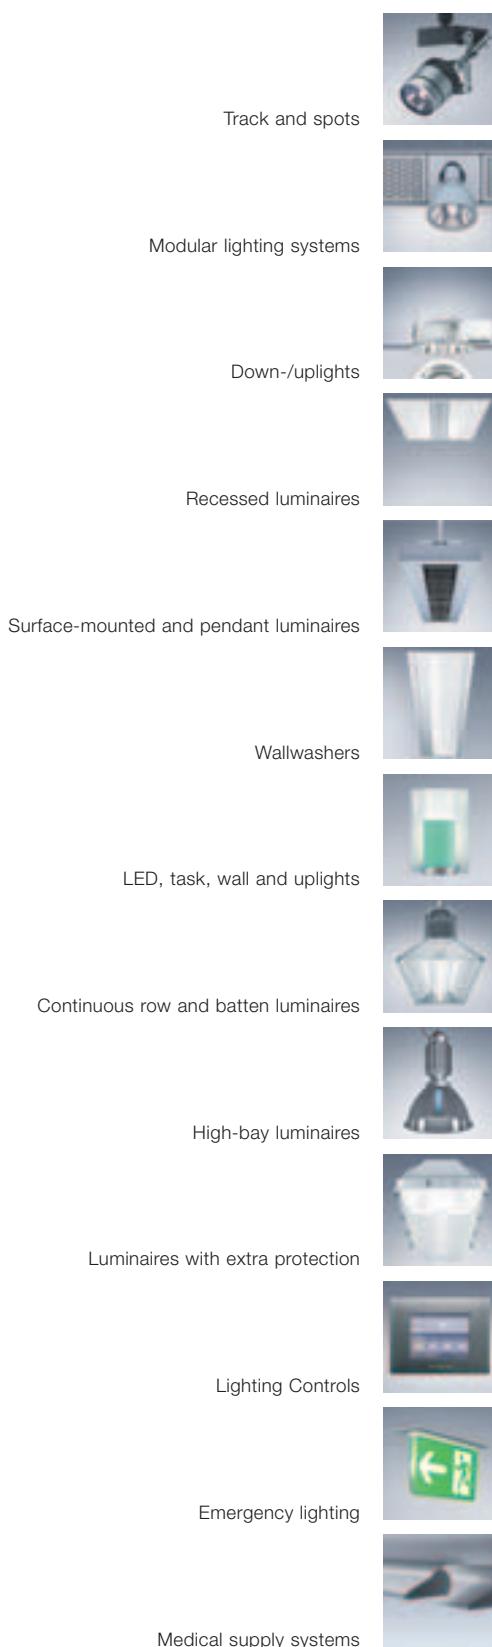 Track and spots
Modular lighting systems
Down-/uplights
Recessed luminaires
Surface-mounted and pendant luminaires
Wallwashers
LED, task, wall and uplights
Continuous row and batten luminaires
High-bay luminaires
Luminaires with extra protection
Lighting Controls
Emergency lighting
Medical supply systems